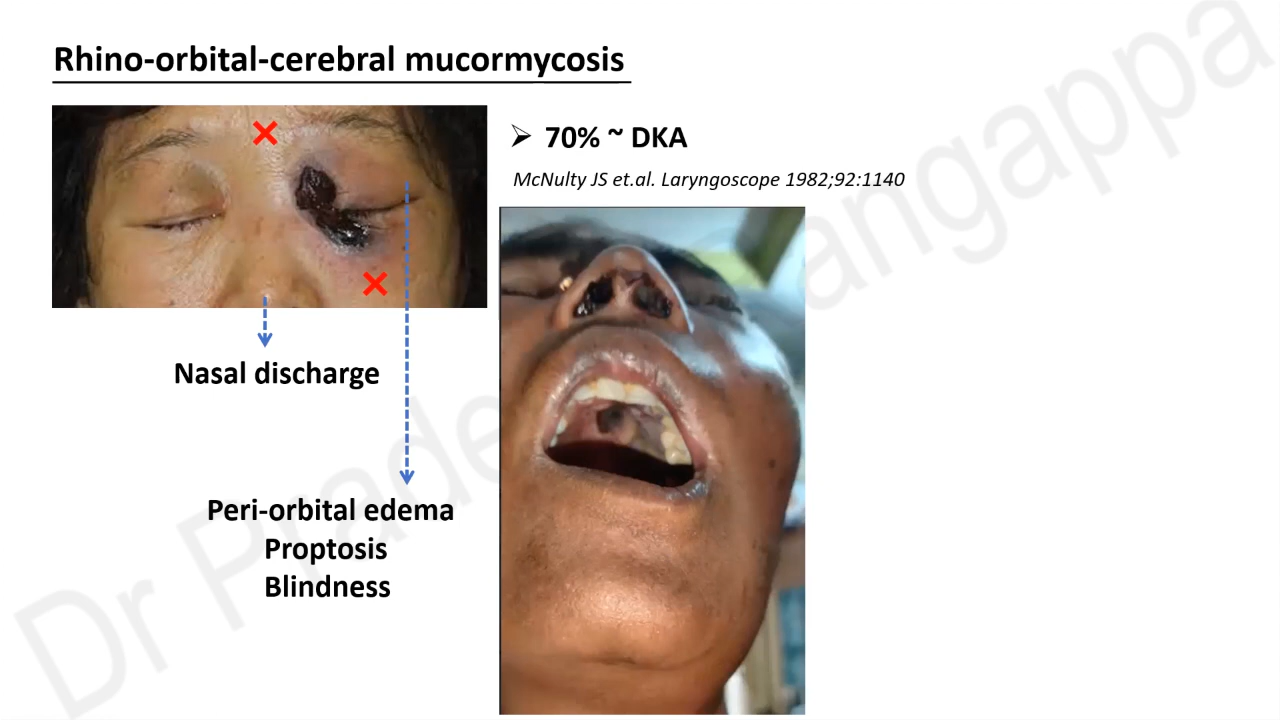 Rhino-orbital-cerebral mucormycosis
➢ 70% ~ DKA
McNulty JS et.al. Laryngoscope 1982;92:1140
Nasal discharge
Peri-orbital edema
Proptosis
Blindness